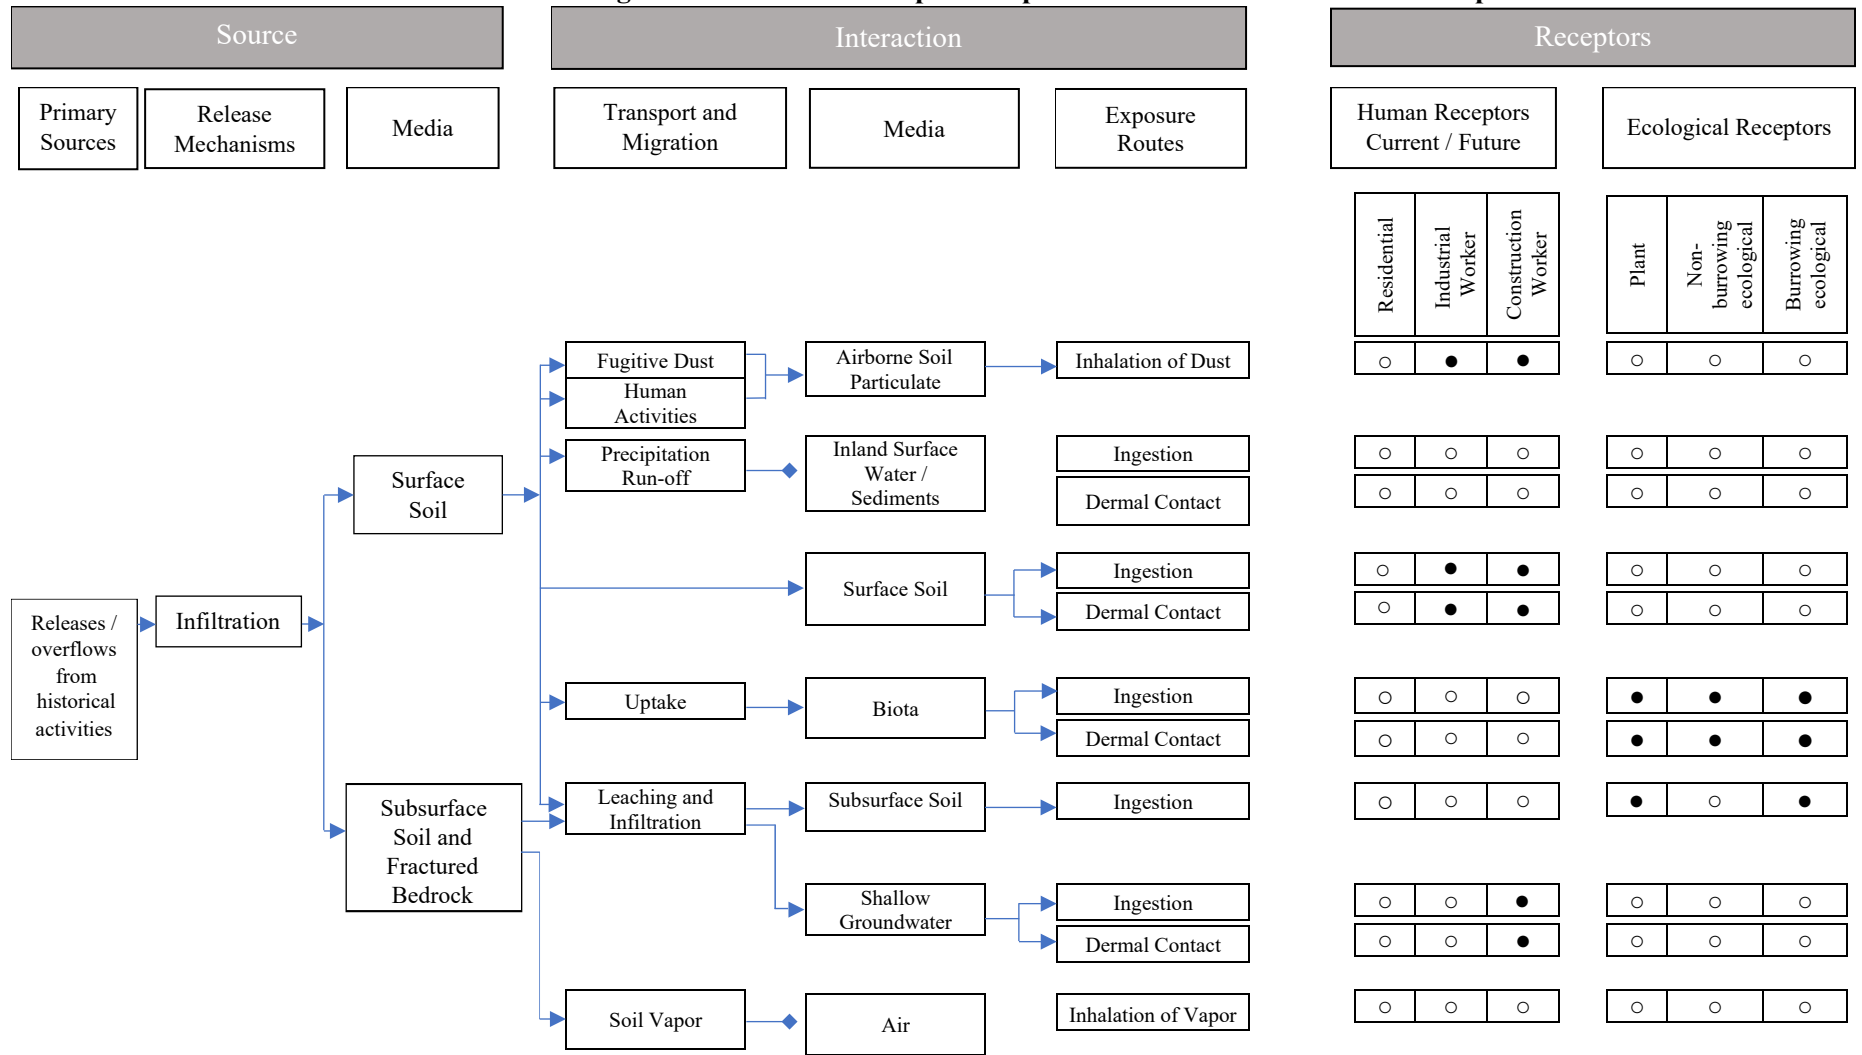 Source
Interaction
Receptors
Primary
Sources
Release
Mechanisms
Media
Transport and
Migration
Media
Exposure
Routes
Human Receptors
Current / Future
Ecological Receptors
Residential
Industrial
Worker
Construction
Worker
Plant
Non-
burrowing
ecological
Burrowing
ecological
Fugitive Dust
Human
Activities
Airborne Soil
Particulate
Inhalation of Dust
○ ● ● ○ ○ ○
Precipitation
Run-off
Inland Surface
Water /
Sediments
Ingestion
○ ○ ○ ○ ○ ○
Dermal Contact
○ ○ ○ ○ ○ ○
Surface
Soil
Surface Soil
Ingestion
○ ● ● ○ ○ ○
Dermal Contact
○ ● ● ○ ○ ○
Releases /
overflows
from
historical
activities
Infiltration
Uptake
Biota
Ingestion
○ ○ ○ ● ● ●
Dermal Contact
○ ○ ○ ● ● ●
Subsurface
Soil and
Fractured
Bedrock
Leaching and
Infiltration
Subsurface Soil
Ingestion
○ ○ ○ ● ○ ●
Shallow
Groundwater
Ingestion
○ ○ ● ○ ○ ○
Dermal Contact
○ ○ ● ○ ○ ○
Soil Vapor
Air
Inhalation of Vapor
○ ○ ○ ○ ○ ○